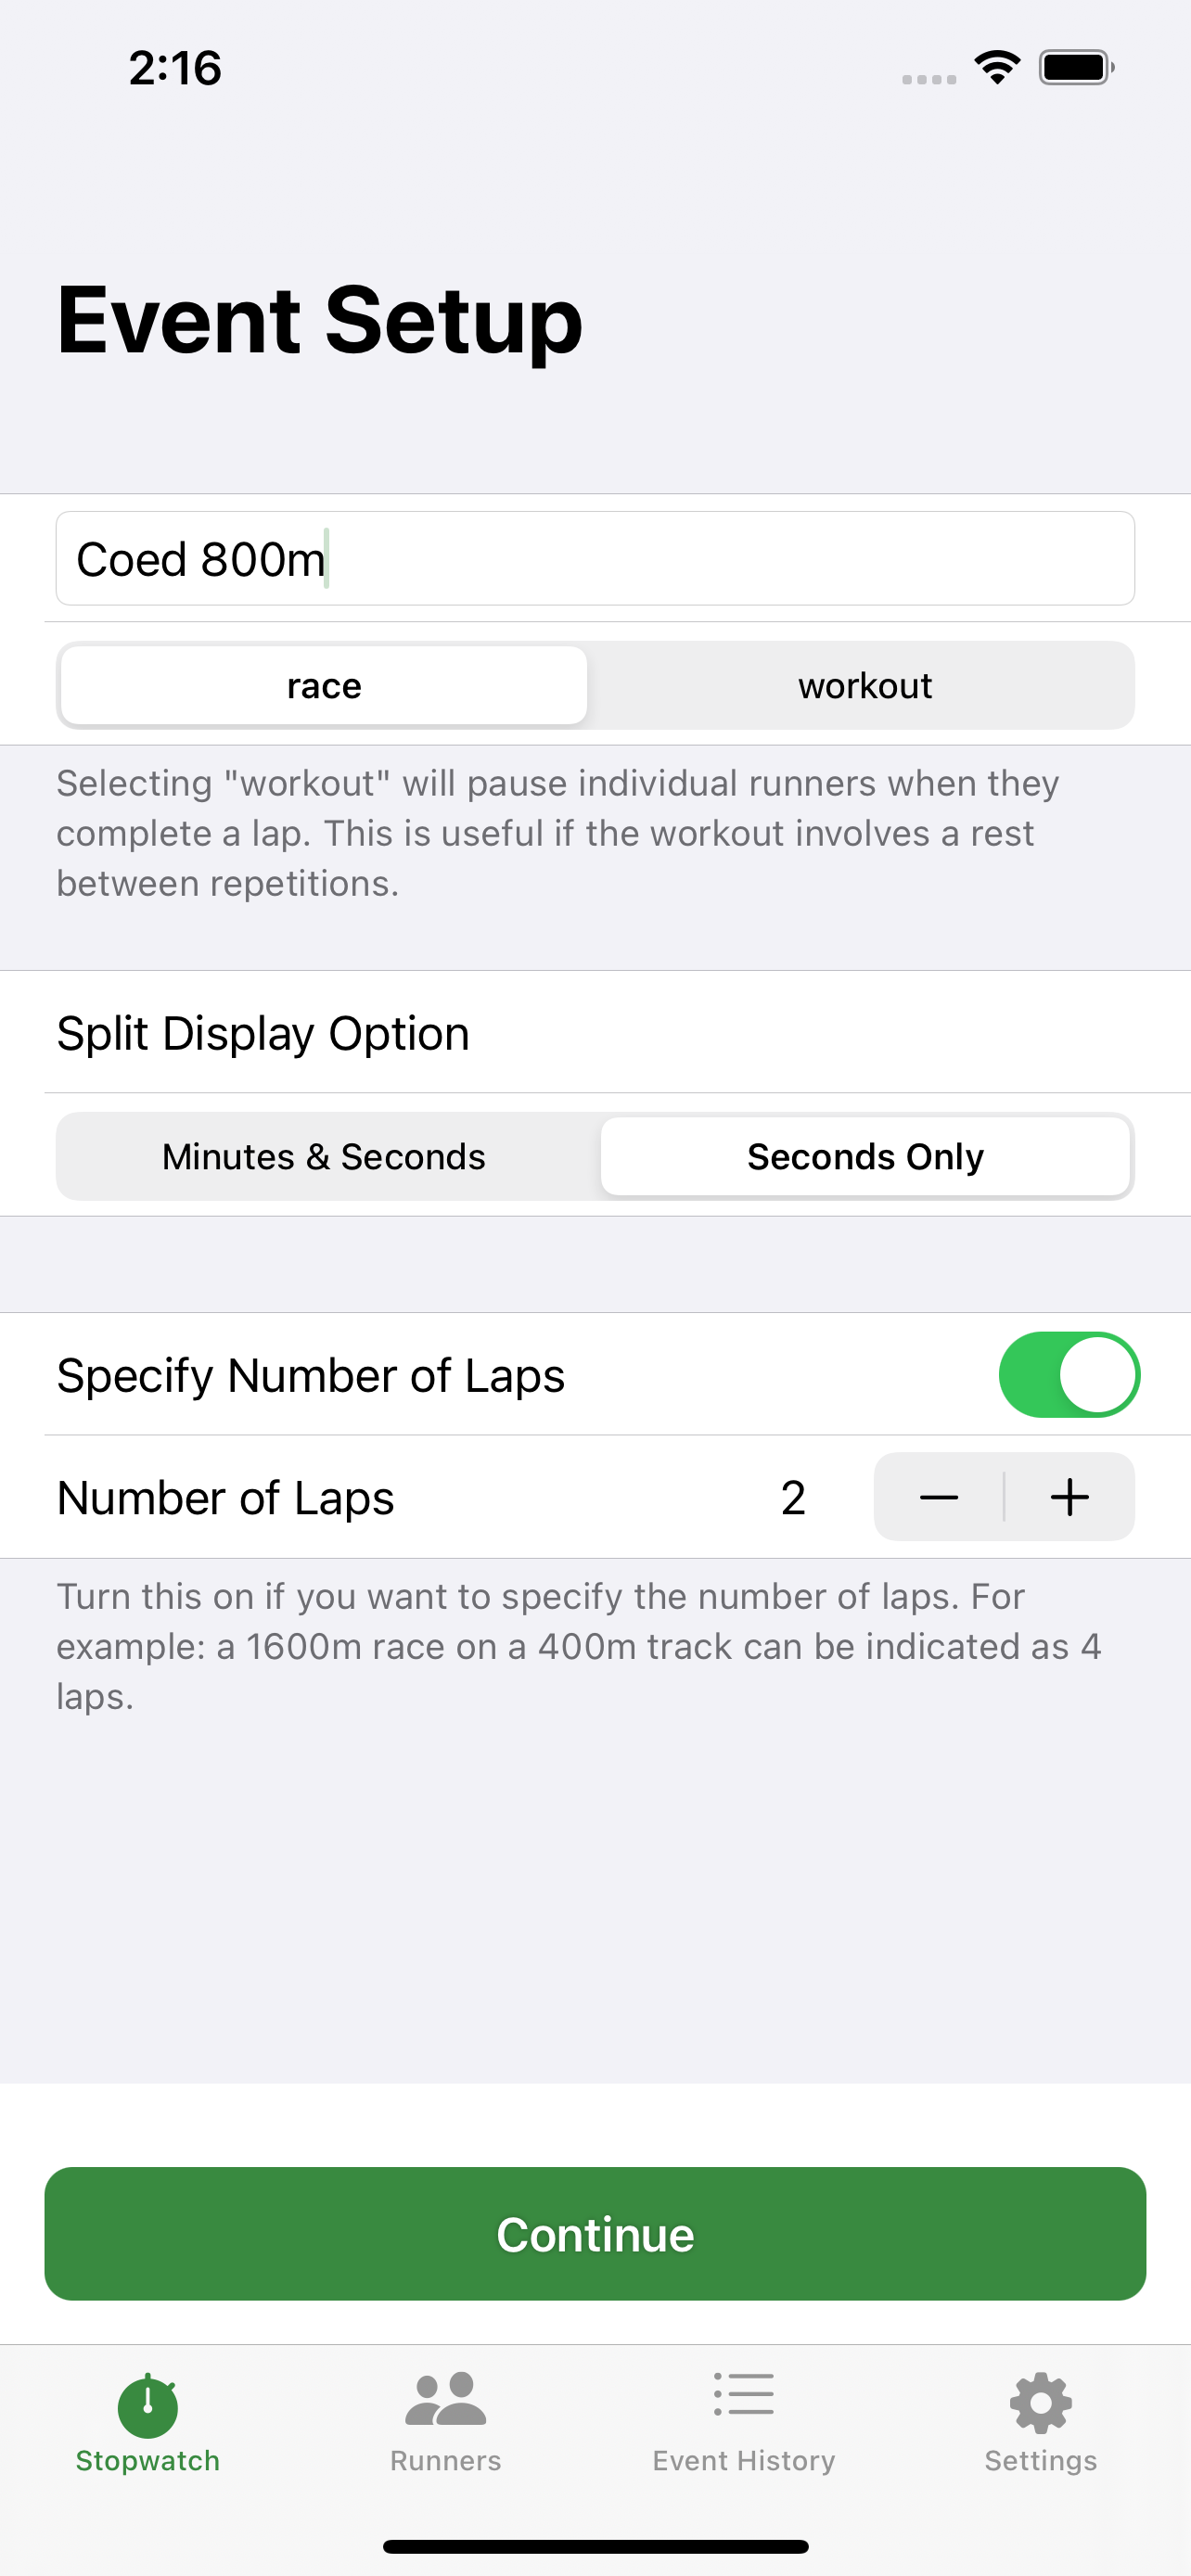 2:16
Event Setup
Coed 800m
race
workout
Selecting "workout" will pause individual runners when they
complete a lap. This is useful if the workout involves a rest
between repetitions.
Split Display Option
Minutes & Seconds
Seconds Only
Specify Number of Laps
Number of Laps
2
Turn this on if you want to specify the number of laps. For
example: a 1600m race on a 400m track can be indicated as 4
laps.
Continue
Stopwatch
Runners
Event History
Settings